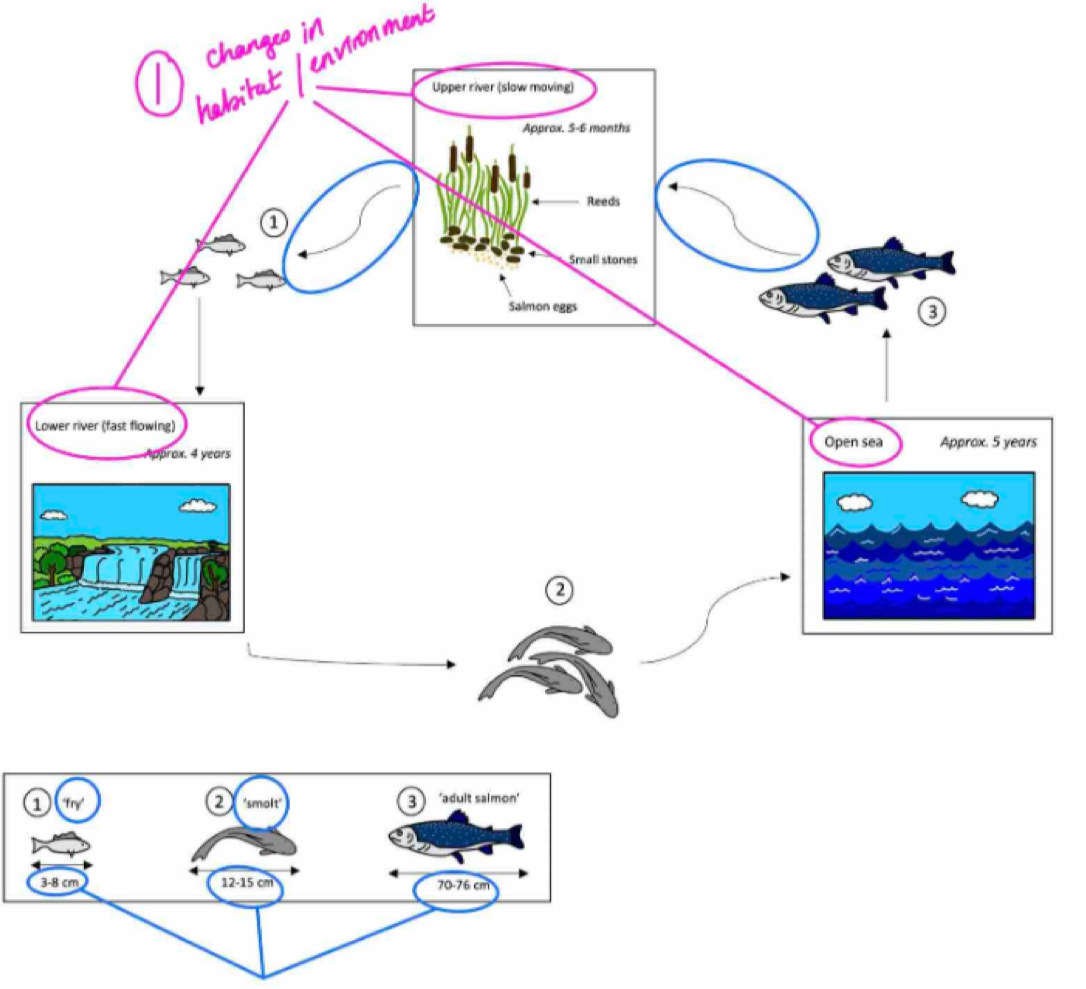 ① changes in
habitat / environment
Upper river (slow moving)
Approx. 5-6 months
Reeds
Small stones
Salmon eggs
1
3
Lower river (fast flowing)
Approx. 4 years
Open sea
Approx. 5 years
2
1 'fry'
2 'smolt'
3 'adult salmon'
3-8 cm
12-15 cm
70-76 cm